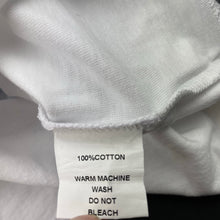 100%COTTON
WARM MACHINE
WASH
DO NOT
BLEACH